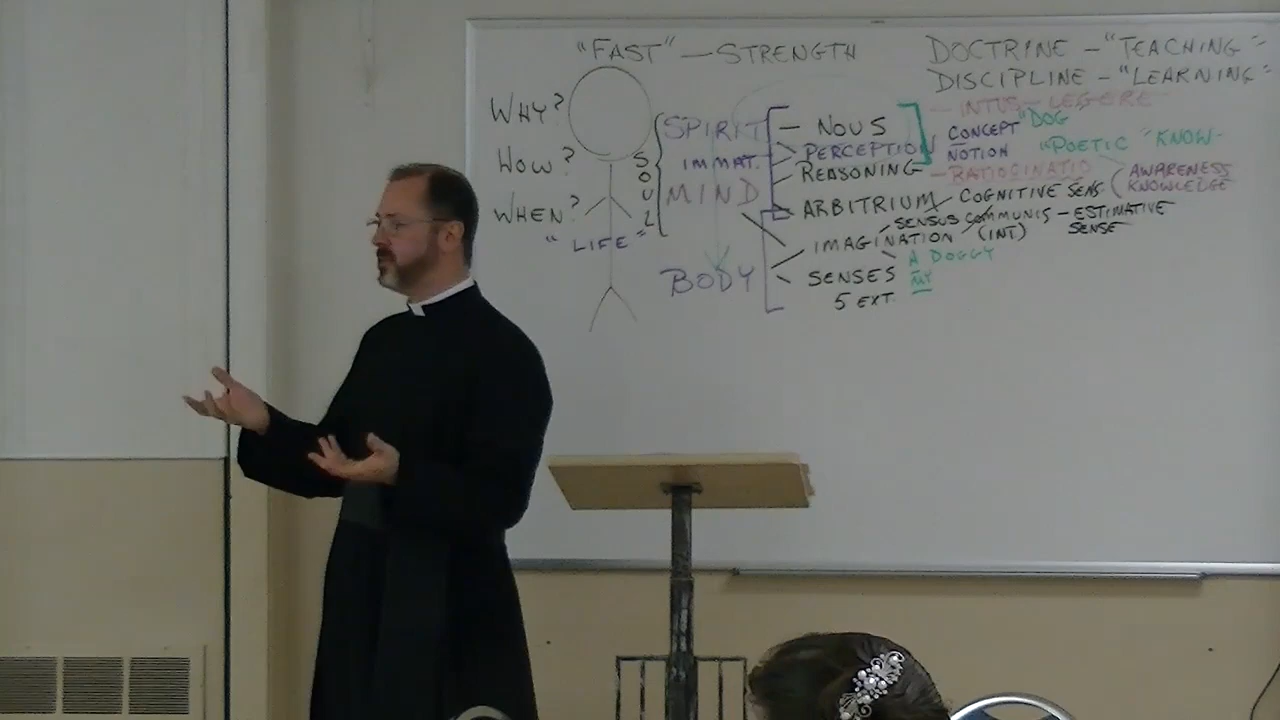 "FAST" — STRENGTH
DOCTRINE - "TEACHING"
DISCIPLINE - "LEARNING"
WHY?
HOW?
WHEN?
"LIFE"
SOUL
SPIRIT
IMMAT.
MIND
BODY
— NOUS
PERCEPTION
REASONING
ARBITRIUM
IMAGINATION (INT)
SENSES
5 EXT.
— INTUS - LEGERE
CONCEPT "DOG
NOTION
"POETIC "KNOW-
— RATIOCINATIO
AWARENESS
KNOWLEDGE
COGNITIVE SENS.
SENSUS COMMUNIS - ESTIMATIVE
SENSE
A DOGGY
MY